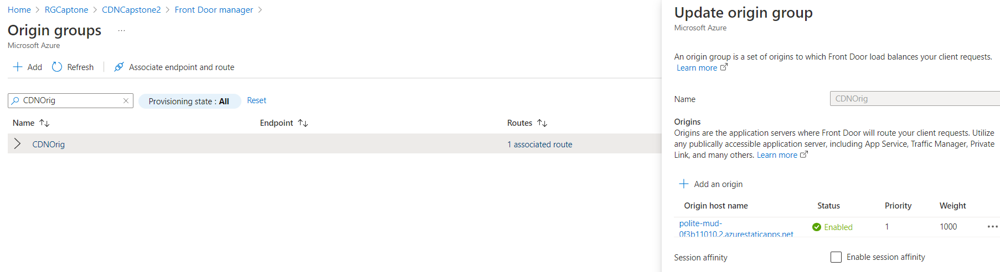 Home > RGCaptone > CDNCapstone2 > Front Door manager >
Origin groups ...
Microsoft Azure
Add Refresh Associate endpoint and route
CDNOrig Provisioning state : All Reset
Name Endpoint Routes
CDNOrig 1 associated route
Update origin group
Microsoft Azure
An origin group is a set of origins to which Front Door load balances your client requests.
Learn more
Name CDNOrig
Origins
Origins are the application servers where Front Door will route your client requests. Utilize
any publically accessible application server, including App Service, Traffic Manager, Private
Link, and many others. Learn more
Add an origin
Origin host name Status Priority Weight
polite-mud- Enabled 1 1000
0f3b11010.2.azurestaticapps.net
Session affinity Enable session affinity